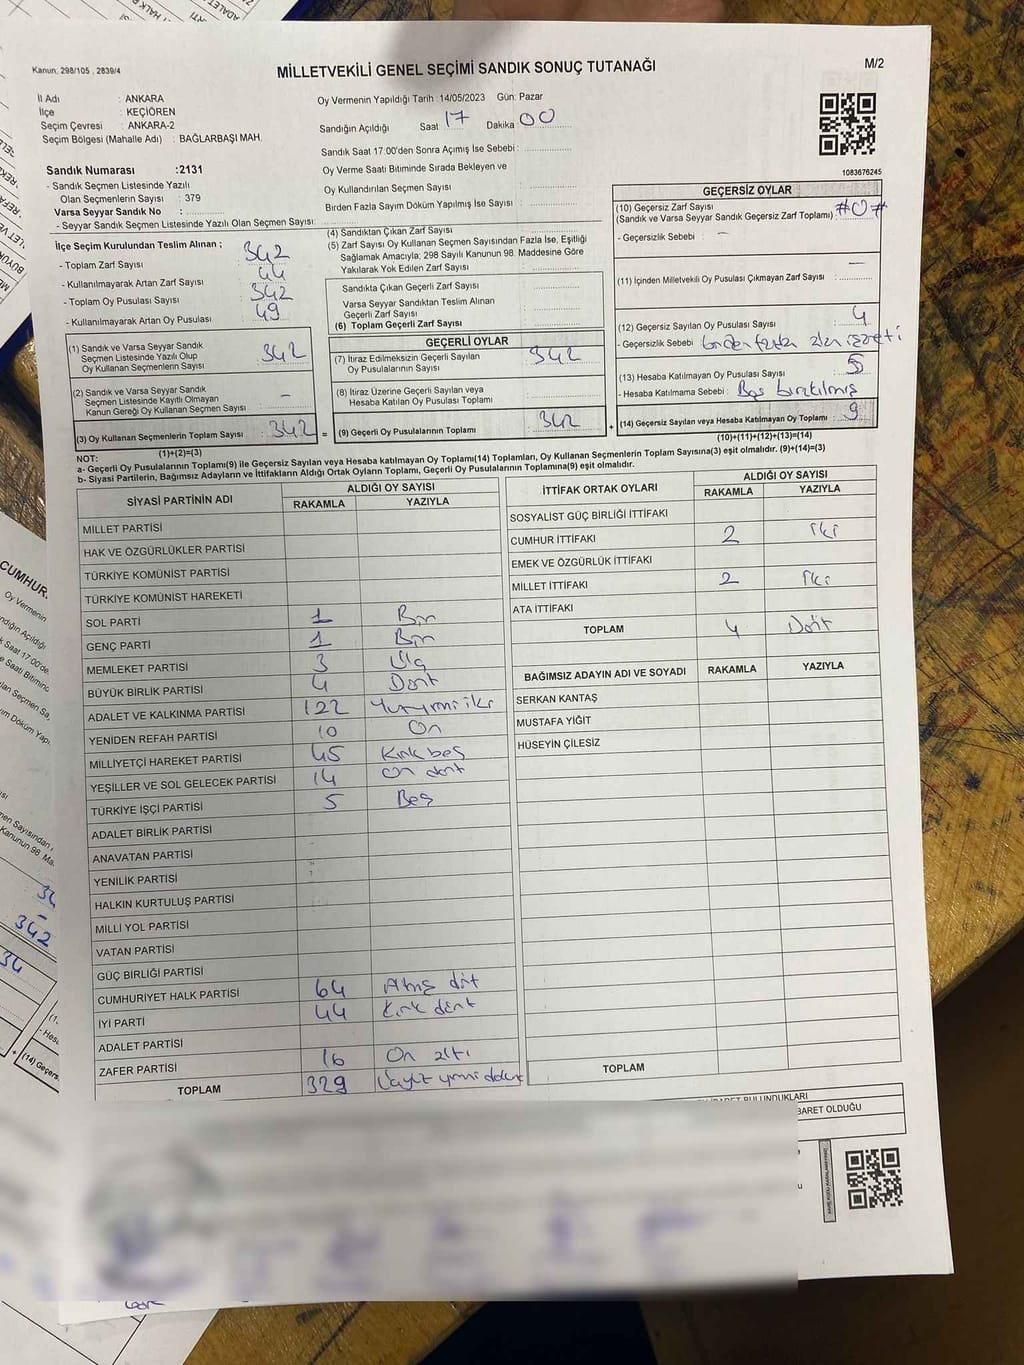 Kanun: 298/105 , 2839/4
MİLLETVEKİLİ GENEL SEÇİMİ SANDIK SONUÇ TUTANAĞI
M/2
İl Adı : ANKARA
İlçe : KEÇİÖREN
Seçim Çevresi : ANKARA-2
Seçim Bölgesi (Mahalle Adı) : BAĞLARBAŞI MAH.
Oy Vermenin Yapıldığı Tarih :14/05/2023 Gün: Pazar
Sandığın Açıldığı Saat 17 Dakika 00
Sandık Saat 17:00'den Sonra Açımış İse Sebebi :
Oy Verme Saati Bitiminde Sırada Bekleyen ve
Oy Kullandırılan Seçmen Sayısı
Birden Fazla Sayım Döküm Yapılmış İse Sayısı
1083676245
Sandık Numarası :2131
- Sandık Seçmen Listesinde Yazılı
Olan Seçmenlerin Sayısı : 379
Varsa Seyyar Sandık No :
- Seyyar Sandık Seçmen Listesinde Yazılı Olan Seçmen Sayısı:
İlçe Seçim Kurulundan Teslim Alınan ;
- Toplam Zarf Sayısı 342
- Kullanılmayarak Artan Zarf Sayısı 44
- Toplam Oy Pusulası Sayısı 342
- Kullanılmayarak Artan Oy Pusulası 49
(1) Sandık ve Varsa Seyyar Sandık
Seçmen Listesinde Yazılı Olup
Oy Kullanan Seçmenlerin Sayısı : 342
(2) Sandık ve Varsa Seyyar Sandık
Seçmen Listesinde Kayıtlı Olmayan
Kanun Gereği Oy Kullanan Seçmen Sayısı : -
(3) Oy Kullanan Seçmenlerin Toplam Sayısı : 342 =
(1)+(2)=(3)
(4) Sandıktan Çıkan Zarf Sayısı
(5) Zarf Sayısı Oy Kullanan Seçmen Sayısından Fazla İse, Eşitliği
Sağlamak Amacıyla; 298 Sayılı Kanunun 98. Maddesine Göre
Yakılarak Yok Edilen Zarf Sayısı
Sandıkta Çıkan Geçerli Zarf Sayısı :
Varsa Seyyar Sandıktan Teslim Alınan
Geçerli Zarf Sayısı :
(6) Toplam Geçerli Zarf Sayısı :
GEÇERLİ OYLAR
(7) İtiraz Edilmeksizin Geçerli Sayılan
Oy Pusulalarının Sayısı : 342
(8) İtiraz Üzerine Geçerli Sayılan veya
Hesaba Katılan Oy Pusulası Toplamı :
(9) Geçerli Oy Pusulalarının Toplamı : 342 +
GEÇERSİZ OYLAR
(10) Geçersiz Zarf Sayısı
(Sandık ve Varsa Seyyar Sandık Geçersiz Zarf Toplamı) : #0#
- Geçersizlik Sebebi : -
(11) İçinden Milletvekili Oy Pusulası Çıkmayan Zarf Sayısı : -
(12) Geçersiz Sayılan Oy Pusulası Sayısı : 4
- Geçersizlik Sebebi : birden fazla alan işareti
(13) Hesaba Katılmayan Oy Pusulası Sayısı : 5
- Hesaba Katılmama Sebebi : Boş bırakılmış
(14) Geçersiz Sayılan veya Hesaba Katılmayan Oy Toplamı : 9
(10)+(11)+(12)+(13)=(14)
NOT:
a- Geçerli Oy Pusulalarının Toplamı(9) ile Geçersiz Sayılan veya Hesaba katılmayan Oy Toplamı(14) Toplamları, Oy Kullanan Seçmenlerin Toplam Sayısına(3) eşit olmalıdır. (9)+(14)=(3)
b- Siyasi Partilerin, Bağımsız Adayların ve İttifakların Aldığı Ortak Oyların Toplamı, Geçerli Oy Pusulalarının Toplamına(9) eşit olmalıdır.
SİYASİ PARTİNİN ADI ALDIĞI OY SAYISI
RAKAMLA YAZIYLA
MİLLET PARTİSİ
HAK VE ÖZGÜRLÜKLER PARTİSİ
TÜRKİYE KOMÜNİST PARTİSİ
TÜRKİYE KOMÜNİST HAREKETİ
SOL PARTİ 1 Bir
GENÇ PARTİ 1 Bir
MEMLEKET PARTİSİ 3 Üç
BÜYÜK BİRLİK PARTİSİ 4 Dört
ADALET VE KALKINMA PARTİSİ 122
YENİDEN REFAH PARTİSİ 10 On
MİLLİYETÇİ HAREKET PARTİSİ 45 Kırk beş
YEŞİLLER VE SOL GELECEK PARTİSİ 14 on dört
TÜRKİYE İŞÇİ PARTİSİ 5 Beş
ADALET BİRLİK PARTİSİ
ANAVATAN PARTİSİ
YENİLİK PARTİSİ
HALKIN KURTULUŞ PARTİSİ
MİLLİ YOL PARTİSİ
VATAN PARTİSİ
GÜÇ BİRLİĞİ PARTİSİ
CUMHURİYET HALK PARTİSİ 64 Atmış dört
İYİ PARTİ 44 Kırk dört
ADALET PARTİSİ
ZAFER PARTİSİ 16 On altı
TOPLAM 329
İTTİFAK ORTAK OYLARI ALDIĞI OY SAYISI
RAKAMLA YAZIYLA
SOSYALİST GÜÇ BİRLİĞİ İTTİFAKI
CUMHUR İTTİFAKI 2 İki
EMEK VE ÖZGÜRLÜK İTTİFAKI
MİLLET İTTİFAKI 2 İki
ATA İTTİFAKI
TOPLAM 4 Dört
BAĞIMSIZ ADAYIN ADI VE SOYADI RAKAMLA YAZIYLA
SERKAN KANTAŞ
MUSTAFA YİĞİT
HÜSEYİN ÇİLESİZ
TOPLAM
BULUNDUKLARI
BARET OLDUĞU
CUMHUR
Oy Vermenin
342